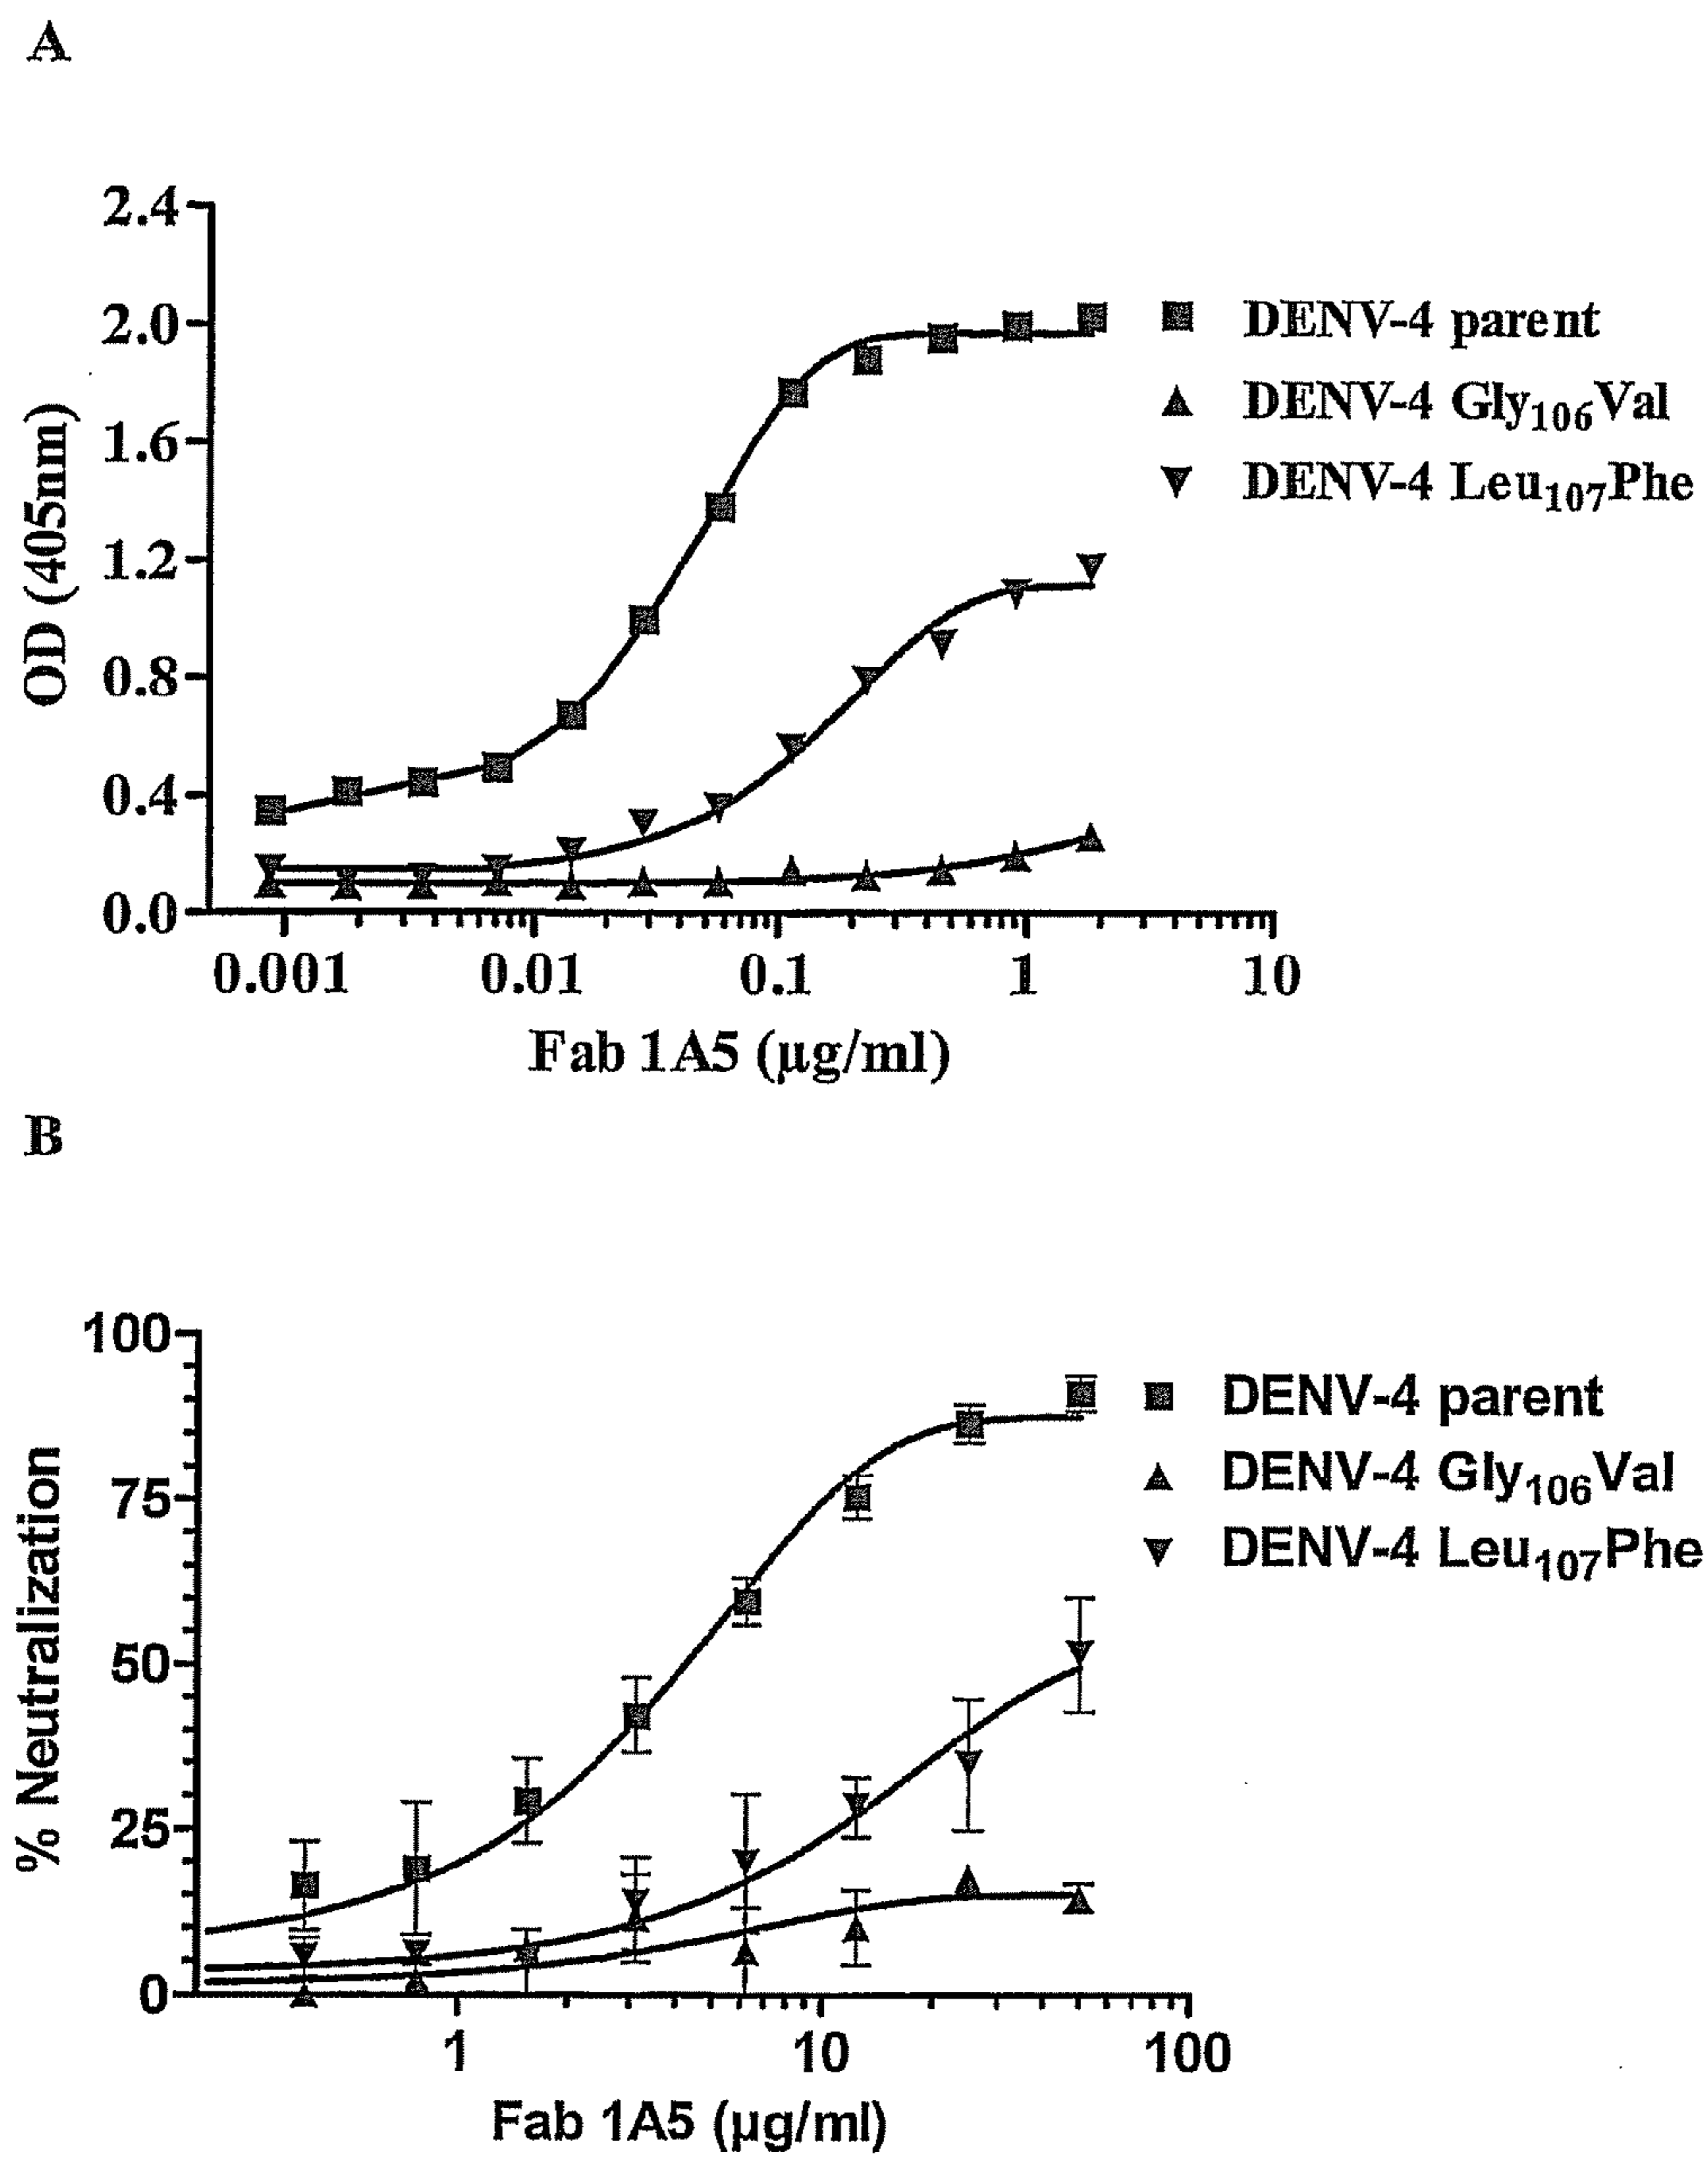 A
2.4
2.0
1.6
1.2
0.8
0.4
0.0
OD (405nm)
0.001 0.01 0.1 1 10
Fab 1A5 (µg/ml)
DENV-4 parent
DENV-4 Gly106Val
DENV-4 Leu107Phe
B
100
75
50
25
0
% Neutralization
1 10 100
Fab 1A5 (µg/ml)
DENV-4 parent
DENV-4 Gly106Val
DENV-4 Leu107Phe